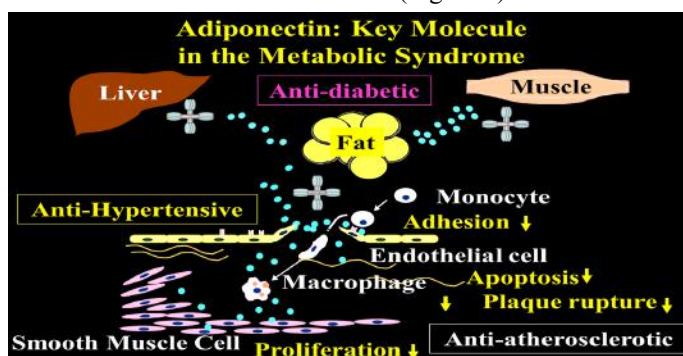 Adiponectin: Key Molecule
in the Metabolic Syndrome
Liver
Anti-diabetic
Muscle
Fat
Anti-Hypertensive
Monocyte
Adhesion ↓
Endothelial cell
Macrophage
Apoptosis ↓
↓ Plaque rupture ↓
Smooth Muscle Cell
Proliferation ↓
Anti-atherosclerotic